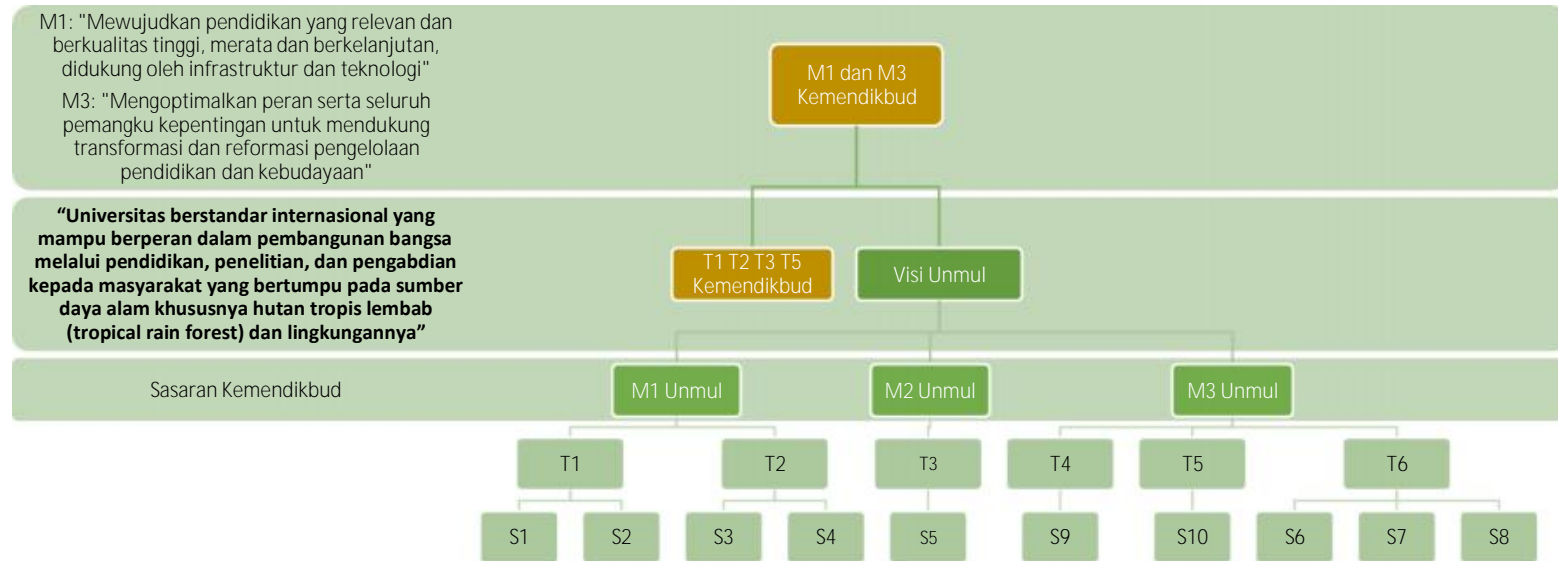 M1: "Mewujudkan pendidikan yang relevan dan
berkualitas tinggi, merata dan berkelanjutan,
didukung oleh infrastruktur dan teknologi"
M3: "Mengoptimalkan peran serta seluruh
pemangku kepentingan untuk mendukung
transformasi dan reformasi pengelolaan
pendidikan dan kebudayaan"
M1 dan M3
Kemendikbud
“Universitas berstandar internasional yang
mampu berperan dalam pembangunan bangsa
melalui pendidikan, penelitian, dan pengabdian
kepada masyarakat yang bertumpu pada sumber
daya alam khususnya hutan tropis lembab
(tropical rain forest) dan lingkungannya”
T1 T2 T3 T5
Kemendikbud
Visi Unmul
Sasaran Kemendikbud
M1 Unmul
M2 Unmul
M3 Unmul
T1
T2
T3
T4
T5
T6
S1
S2
S3
S4
S5
S9
S10
S6
S7
S8